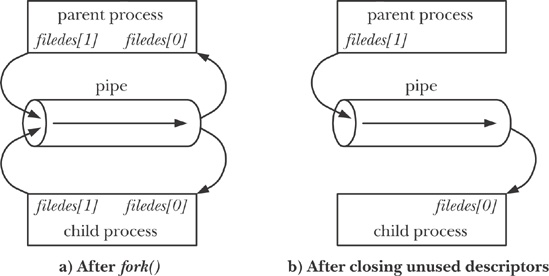 parent process
filedes[1] filedes[0]
pipe
filedes[1] filedes[0]
child process
a) After fork()
parent process
filedes[1]
pipe
filedes[0]
child process
b) After closing unused descriptors